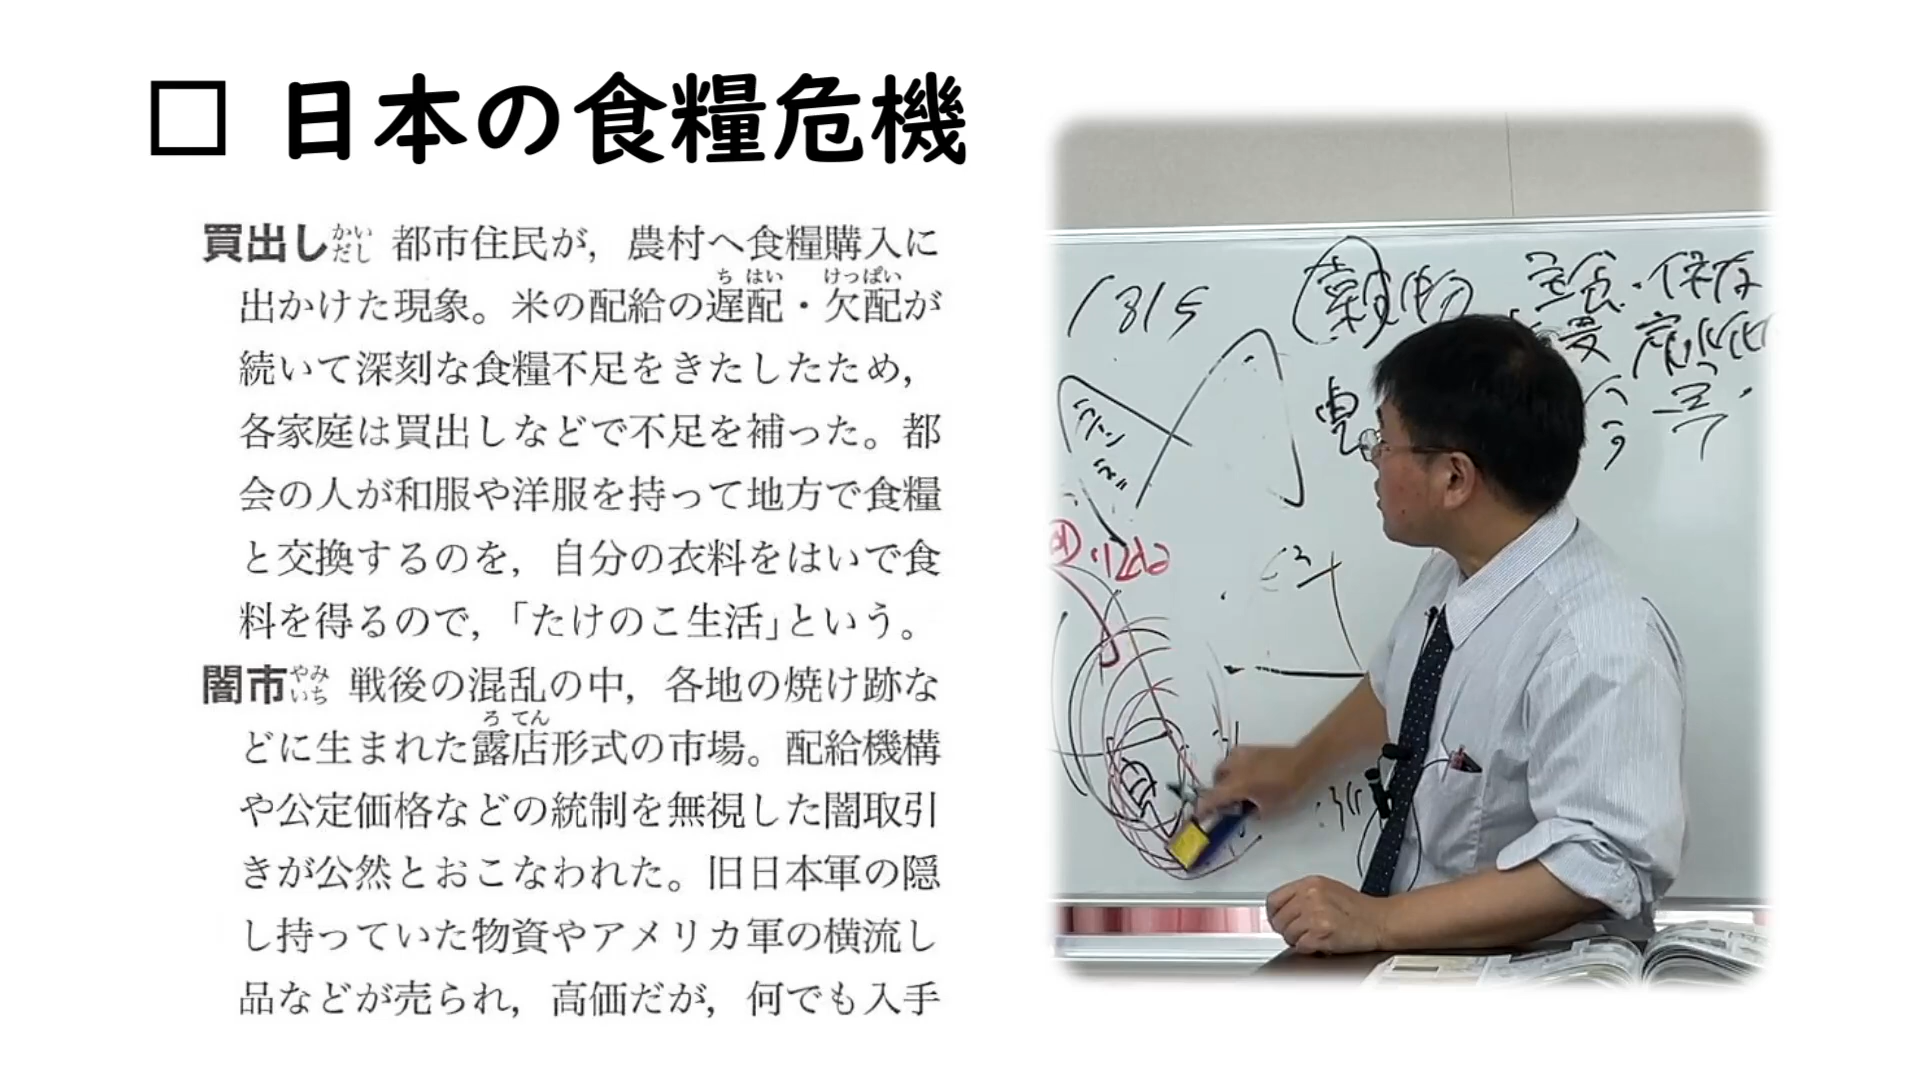 □ 日本の食糧危機
買出しかいだし 都市住民が，農村へ食糧購入に
出かけた現象。米の配給の遅配・欠配が
ちはい けっぱい
続いて深刻な食糧不足をきたしたため，
各家庭は買出しなどで不足を補った。都
会の人が和服や洋服を持って地方で食糧
と交換するのを，自分の衣料をはいで食
料を得るので，「たけのこ生活」という。
闇市やみいち 戦後の混乱の中，各地の焼け跡な
どに生まれた露店形式の市場。配給機構
ろてん
や公定価格などの統制を無視した闇取引
きが公然とおこなわれた。旧日本軍の隠
し持っていた物資やアメリカ軍の横流し
品などが売られ，高価だが，何でも入手
1315
穀物
主食・保存